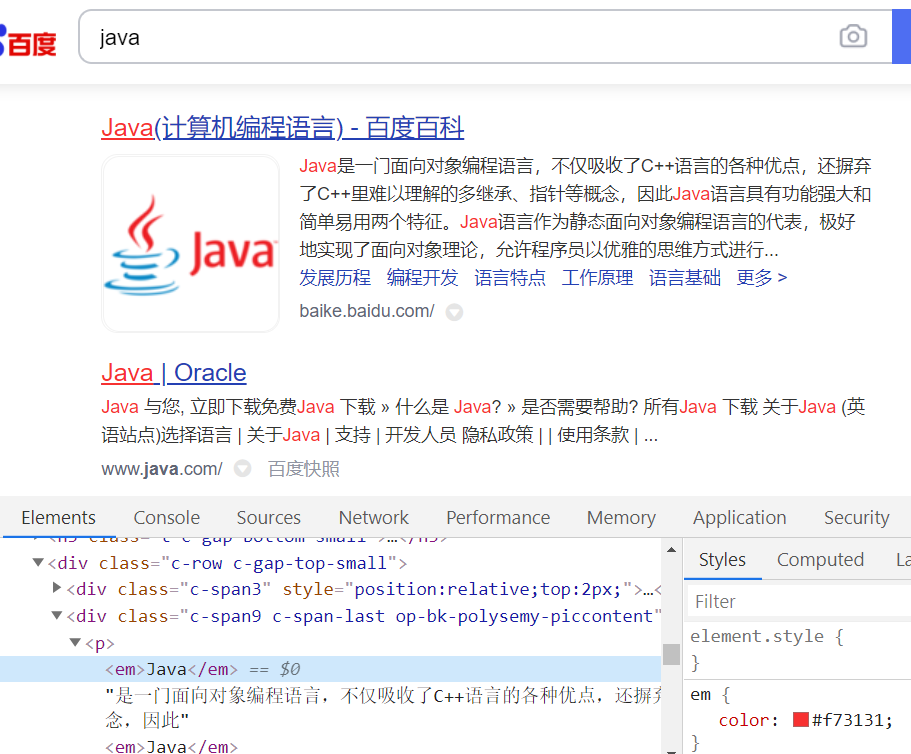 百度
java
Java(计算机编程语言) - 百度百科
Java
Java是一门面向对象编程语言，不仅吸收了C++语言的各种优点，还摒弃
了C++里难以理解的多继承、指针等概念，因此Java语言具有功能强大和
简单易用两个特征。Java语言作为静态面向对象编程语言的代表，极好
地实现了面向对象理论，允许程序员以优雅的思维方式进行...
发展历程 编程开发 语言特点 工作原理 语言基础 更多 >
baike.baidu.com/
Java | Oracle
Java 与您, 立即下载免费Java 下载 » 什么是 Java? » 是否需要帮助? 所有Java 下载 关于Java (英
语站点)选择语言 | 关于Java | 支持 | 开发人员 隐私政策 | | 使用条款 | ...
www.java.com/ 百度快照
Elements Console Sources Network Performance Memory Application Security
<div class="c-row c-gap-top-small">
<div class="c-span3" style="position:relative;top:2px;">…<
<div class="c-span9 c-span-last op-bk-polysemy-piccontent"
<p>
<em>Java</em> == $0
"是一门面向对象编程语言，不仅吸收了C++语言的各种优点，还摒弃
念，因此"
<em>Java</em>
Styles Computed La
Filter
element.style {
}
em {
color: #f73131;
}